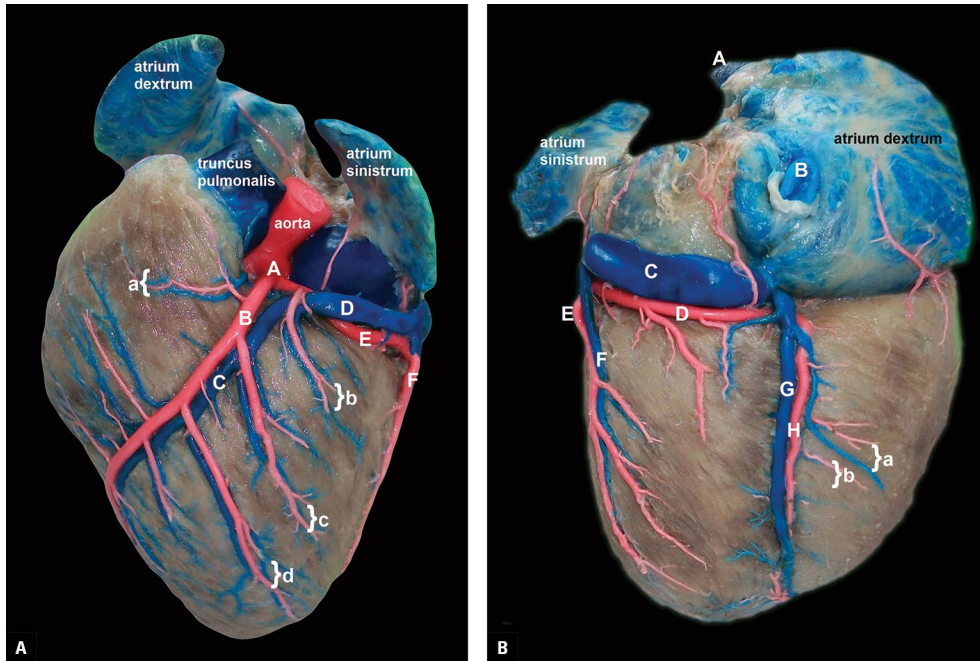 atrium
dextrum
truncus
pulmonalis
atrium
sinistrum
aorta
A
a{
B
D
E
C
F
}b
}c
}d
A
A
atrium
sinistrum
atrium dextrum
B
C
E
D
F
G
H
}a
}b
B